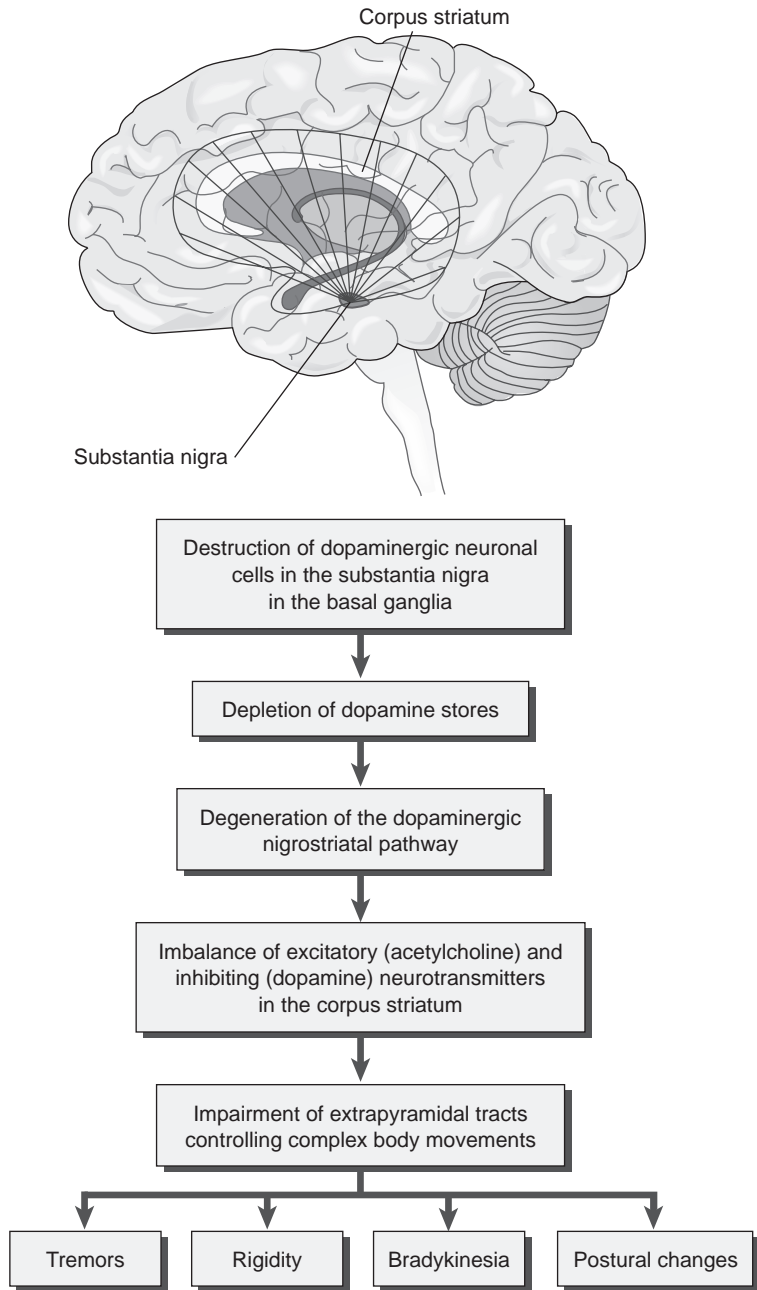 Corpus striatum
Substantia nigra
Destruction of dopaminergic neuronal
cells in the substantia nigra
in the basal ganglia
Depletion of dopamine stores
Degeneration of the dopaminergic
nigrostriatal pathway
Imbalance of excitatory (acetylcholine) and
inhibiting (dopamine) neurotransmitters
in the corpus striatum
Impairment of extrapyramidal tracts
controlling complex body movements
Tremors
Rigidity
Bradykinesia
Postural changes